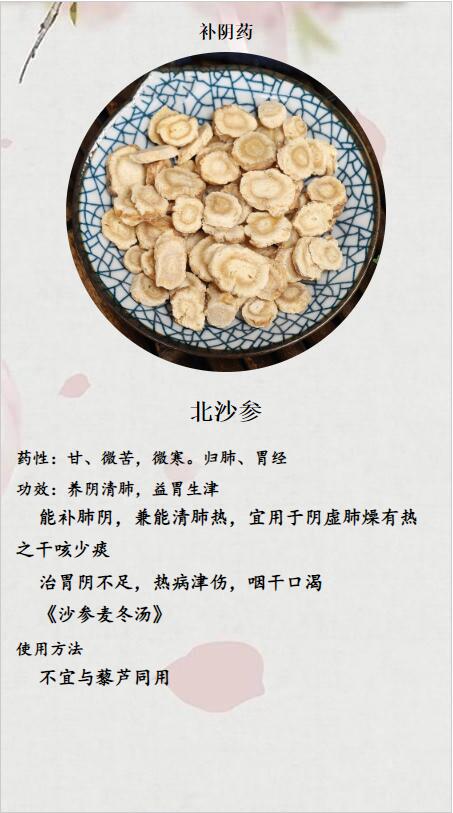 补阴药
北沙参
药性：甘、微苦，微寒。归肺、胃经
功效：养阴清肺，益胃生津
能补肺阴，兼能清肺热，宜用于阴虚肺燥有热
之干咳少痰
治胃阴不足，热病津伤，咽干口渴
《沙参麦冬汤》
使用方法
不宜与藜芦同用